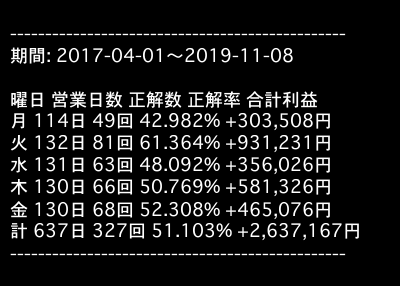 ------------------------------------------------
期間: 2017-04-01〜2019-11-08
曜日 営業日数 正解数 正解率 合計利益
月 114日 49回 42.982% +303,508円
火 132日 81回 61.364% +931,231円
水 131日 63回 48.092% +356,026円
木 130日 66回 50.769% +581,326円
金 130日 68回 52.308% +465,076円
計 637日 327回 51.103% +2,637,167円
------------------------------------------------